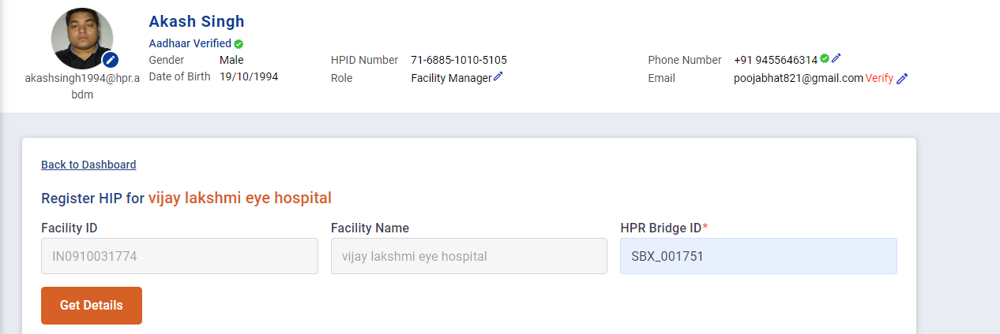 Akash Singh
Aadhaar Verified
Gender Male HPID Number 71-6885-1010-5105 Phone Number +91 9455646314
Date of Birth 19/10/1994 Role Facility Manager Email poojabhat821@gmail.com Verify
akashsingh1994@hpr.a
bdm
Back to Dashboard
Register HIP for vijay lakshmi eye hospital
Facility ID Facility Name HPR Bridge ID*
IN0910031774 vijay lakshmi eye hospital SBX_001751
Get Details